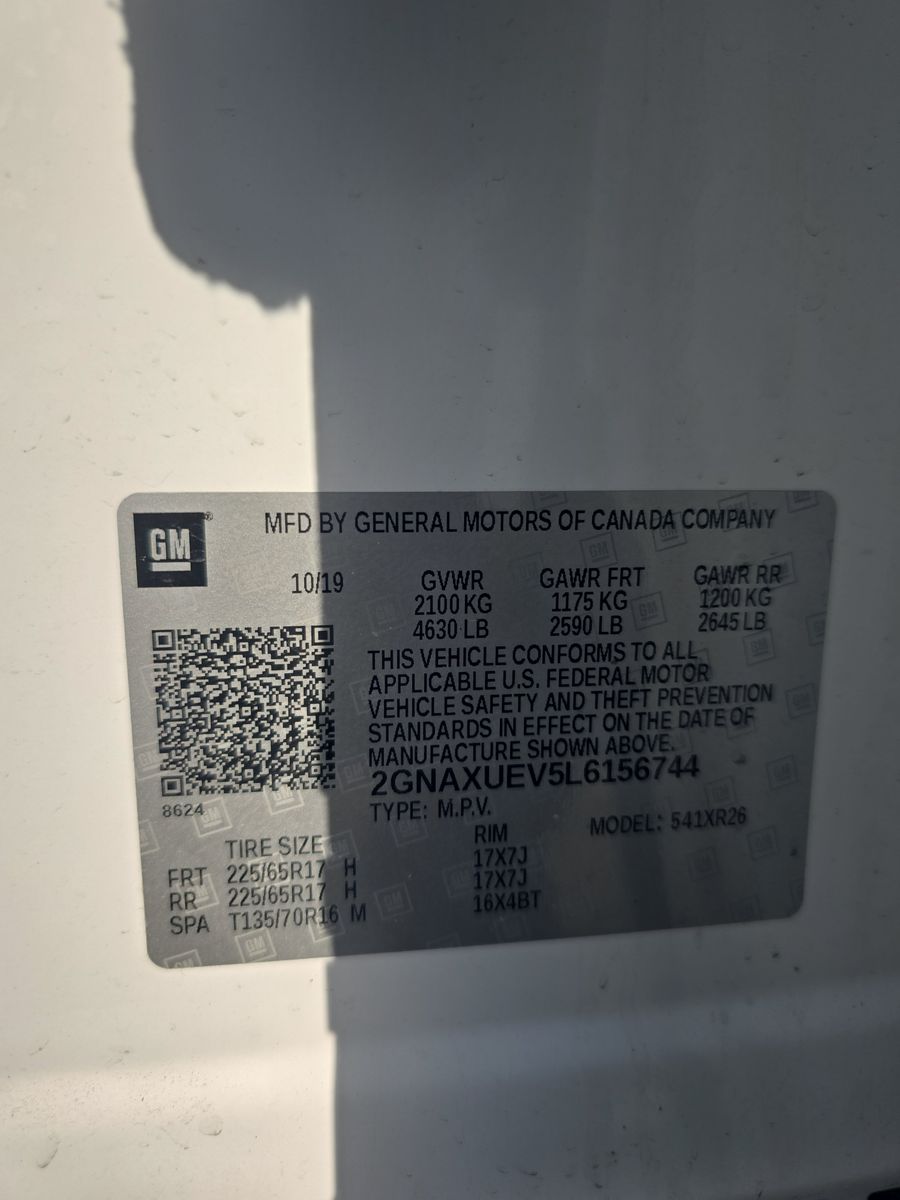 GM
MFD BY GENERAL MOTORS OF CANADA COMPANY
10/19 GVWR GAWR FRT GAWR RR
2100 KG 1175 KG 1200 KG
4630 LB 2590 LB 2645 LB
THIS VEHICLE CONFORMS TO ALL
APPLICABLE U.S. FEDERAL MOTOR
VEHICLE SAFETY AND THEFT PREVENTION
STANDARDS IN EFFECT ON THE DATE OF
MANUFACTURE SHOWN ABOVE.
2GNAXUEV5L6156744
8624
TYPE: M.P.V. MODEL: 541XR26
TIRE SIZE RIM
FRT 225/65R17 H 17X7J
RR 225/65R17 H 17X7J
SPA T135/70R16 M 16X4BT